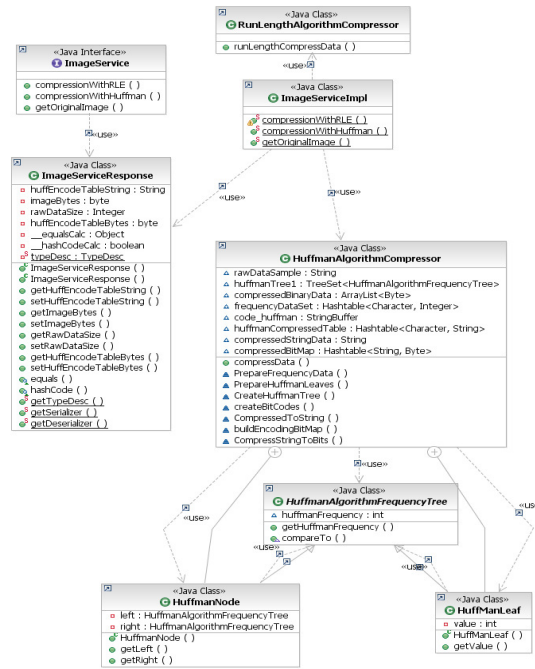 «Java Class»
RunLengthAlgorithmCompressor
runLengthCompressData ( )
«use»
«Java Interface»
ImageService
compressionWithRLE ( )
compressionWithHuffman ( )
getOriginalImage ( )
«use»
«Java Class»
ImageServiceImpl
compressionWithRLE ( )
compressionWithHuffman ( )
getOriginalImage ( )
«use»
«use»
«Java Class»
ImageServiceResponse
huffEncodeTableString : String
imageBytes : byte
rawDataSize : Integer
huffEncodeTableBytes : byte
__equalsCalc : Object
__hashCodeCalc : boolean
typeDesc : TypeDesc
ImageServiceResponse ( )
ImageServiceResponse ( )
getHuffEncodeTableString ( )
setHuffEncodeTableString ( )
getImageBytes ( )
setImageBytes ( )
getRawDataSize ( )
setRawDataSize ( )
getHuffEncodeTableBytes ( )
setHuffEncodeTableBytes ( )
equals ( )
hashCode ( )
getTypeDesc ( )
getSerializer ( )
getDeserializer ( )
«Java Class»
HuffmanAlgorithmCompressor
rawDataSample : String
huffmanTree1 : TreeSet<HuffmanAlgorithmFrequencyTree>
compressedBinaryData : ArrayList<Byte>
frequencyDataSet : Hashtable<Character, Integer>
code_huffman : StringBuffer
huffmanCompressedTable : Hashtable<Character, String>
compressedStringData : String
compressedBitMap : Hashtable<String, Byte>
compressData ( )
PrepareFrequencyData ( )
PrepareHuffmanLeaves ( )
CreateHuffmanTree ( )
createBitCodes ( )
CompressedToString ( )
buildEncodingBitMap ( )
CompressStringToBits ( )
«use»
«use»
«use
«Java Class»
HuffmanAlgorithmFrequencyTree
huffmanFrequency : int
getHuffmanFrequency ( )
compareTo ( )
«use»
«use»
«Java Class»
HuffmanNode
left : HuffmanAlgorithmFrequencyTree
right : HuffmanAlgorithmFrequencyTree
HuffmanNode ( )
getLeft ( )
getRight ( )
«Java Class»
HuffManLeaf
value : int
HuffManLeaf ( )
getValue ( )